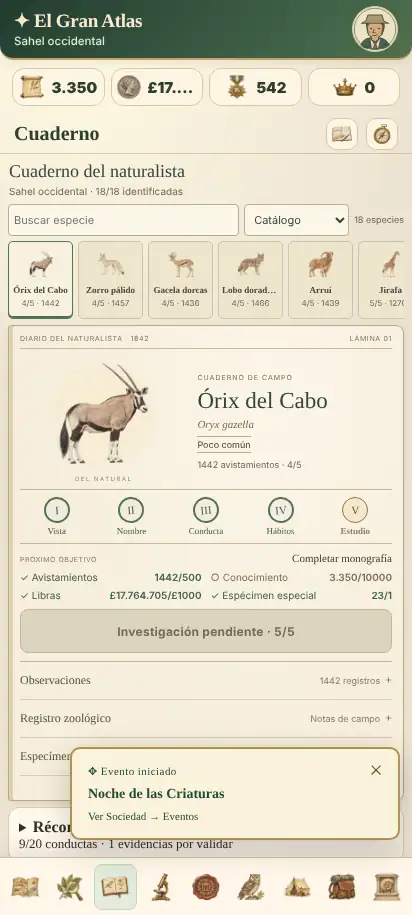 ✦ El Gran Atlas
Sahel occidental
3.350
£17....
542
0
Cuaderno
Cuaderno del naturalista
Sahel occidental · 18/18 identificadas
Buscar especie
Catálogo
18 especies
Órix del Cabo
4/5 · 1442
Zorro pálido
4/5 · 1457
Gacela dorcas
4/5 · 1436
Lobo dorad...
4/5 · 1466
Arruí
4/5 · 1439
Jirafa
5/5 · 127
DIARIO DEL NATURALISTA · 1842
LÁMINA 01
CUADERNO DE CAMPO
Órix del Cabo
Oryx gazella
Poco común
1442 avistamientos · 4/5
DEL NATURAL
I
Vista
II
Nombre
III
Conducta
IV
Hábitos
V
Estudio
PRÓXIMO OBJETIVO
Completar monografía
✓ Avistamientos 1442/500
○ Conocimiento 3.350/10000
✓ Libras £17.764.705/£1000
✓ Espécimen especial 23/1
Investigación pendiente · 5/5
Observaciones
1442 registros +
Registro zoológico
Notas de campo +
✥ Evento iniciado
Noche de las Criaturas
Ver Sociedad → Eventos
9/20 conductas · 1 evidencias por validar